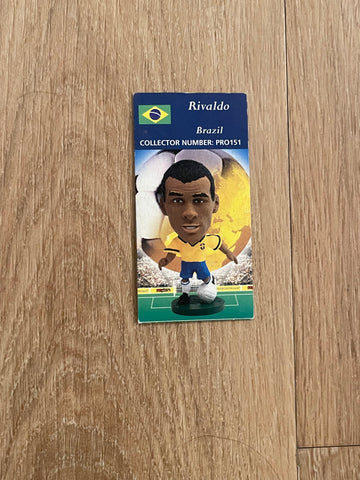 Rivaldo
Brazil
COLLECTOR NUMBER: PRO151